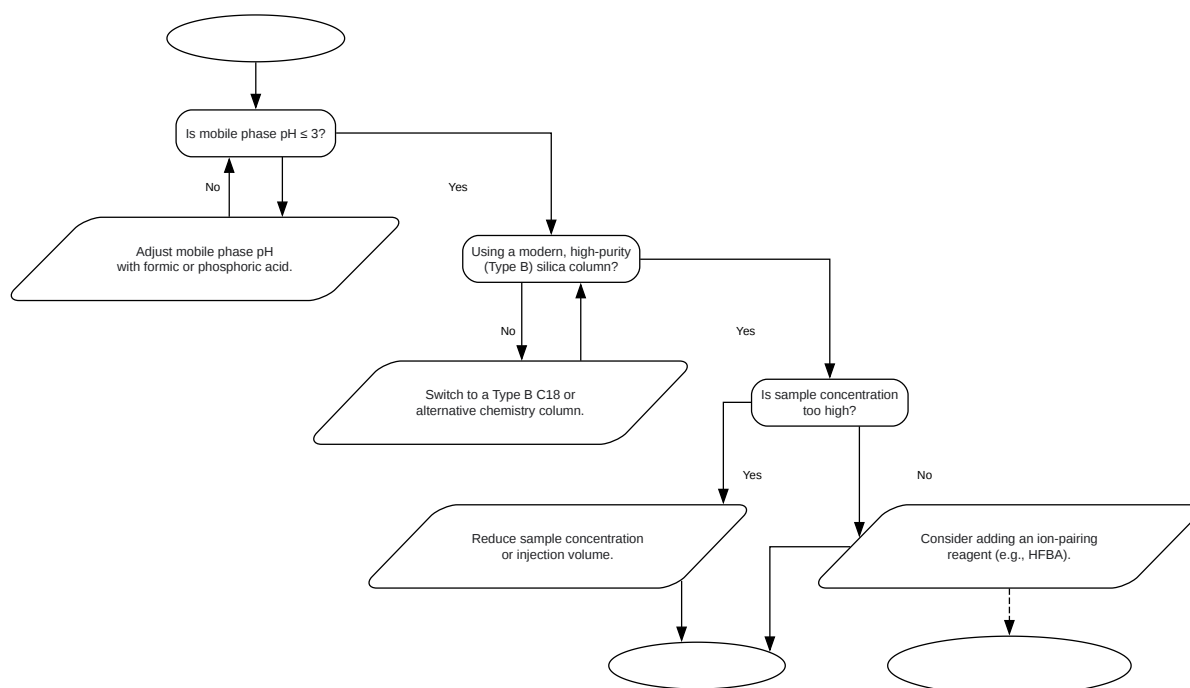 Is mobile phase pH ≤ 3?
No
Yes
Adjust mobile phase pH
with formic or phosphoric acid.
Using a modern, high-purity
(Type B) silica column?
No
Yes
Switch to a Type B C18 or
alternative chemistry column.
Is sample concentration
too high?
Yes
No
Reduce sample concentration
or injection volume.
Consider adding an ion-pairing
reagent (e.g., HFBA).